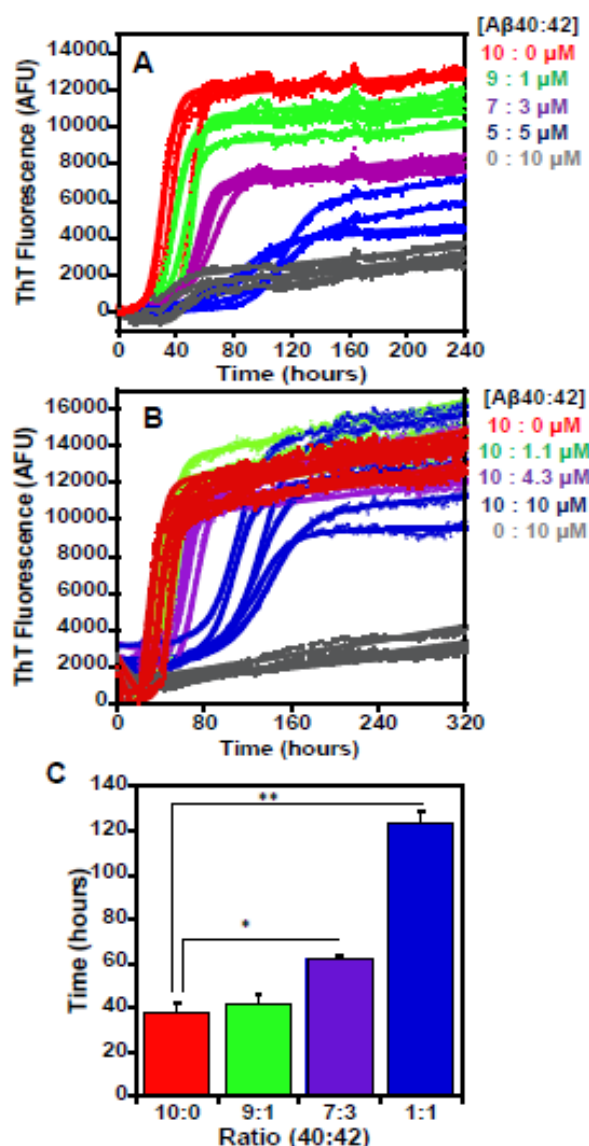 A
ThT Fluorescence (AFU)
14000
12000
10000
8000
6000
4000
2000
0
0 40 80 120 160 200 240
Time (hours)
[Aβ40:42]
10 : 0 µM
9 : 1 µM
7 : 3 µM
5 : 5 µM
0 : 10 µM
B
ThT Fluorescence (AFU)
16000
14000
12000
10000
8000
6000
4000
2000
0
0 80 160 240 320
Time (hours)
[Aβ40:42]
10 : 0 µM
10 : 1.1 µM
10 : 4.3 µM
10 : 10 µM
0 : 10 µM
C
Time (hours)
140
120
100
80
60
40
20
0
**
*
10:0 9:1 7:3 1:1
Ratio (40:42)